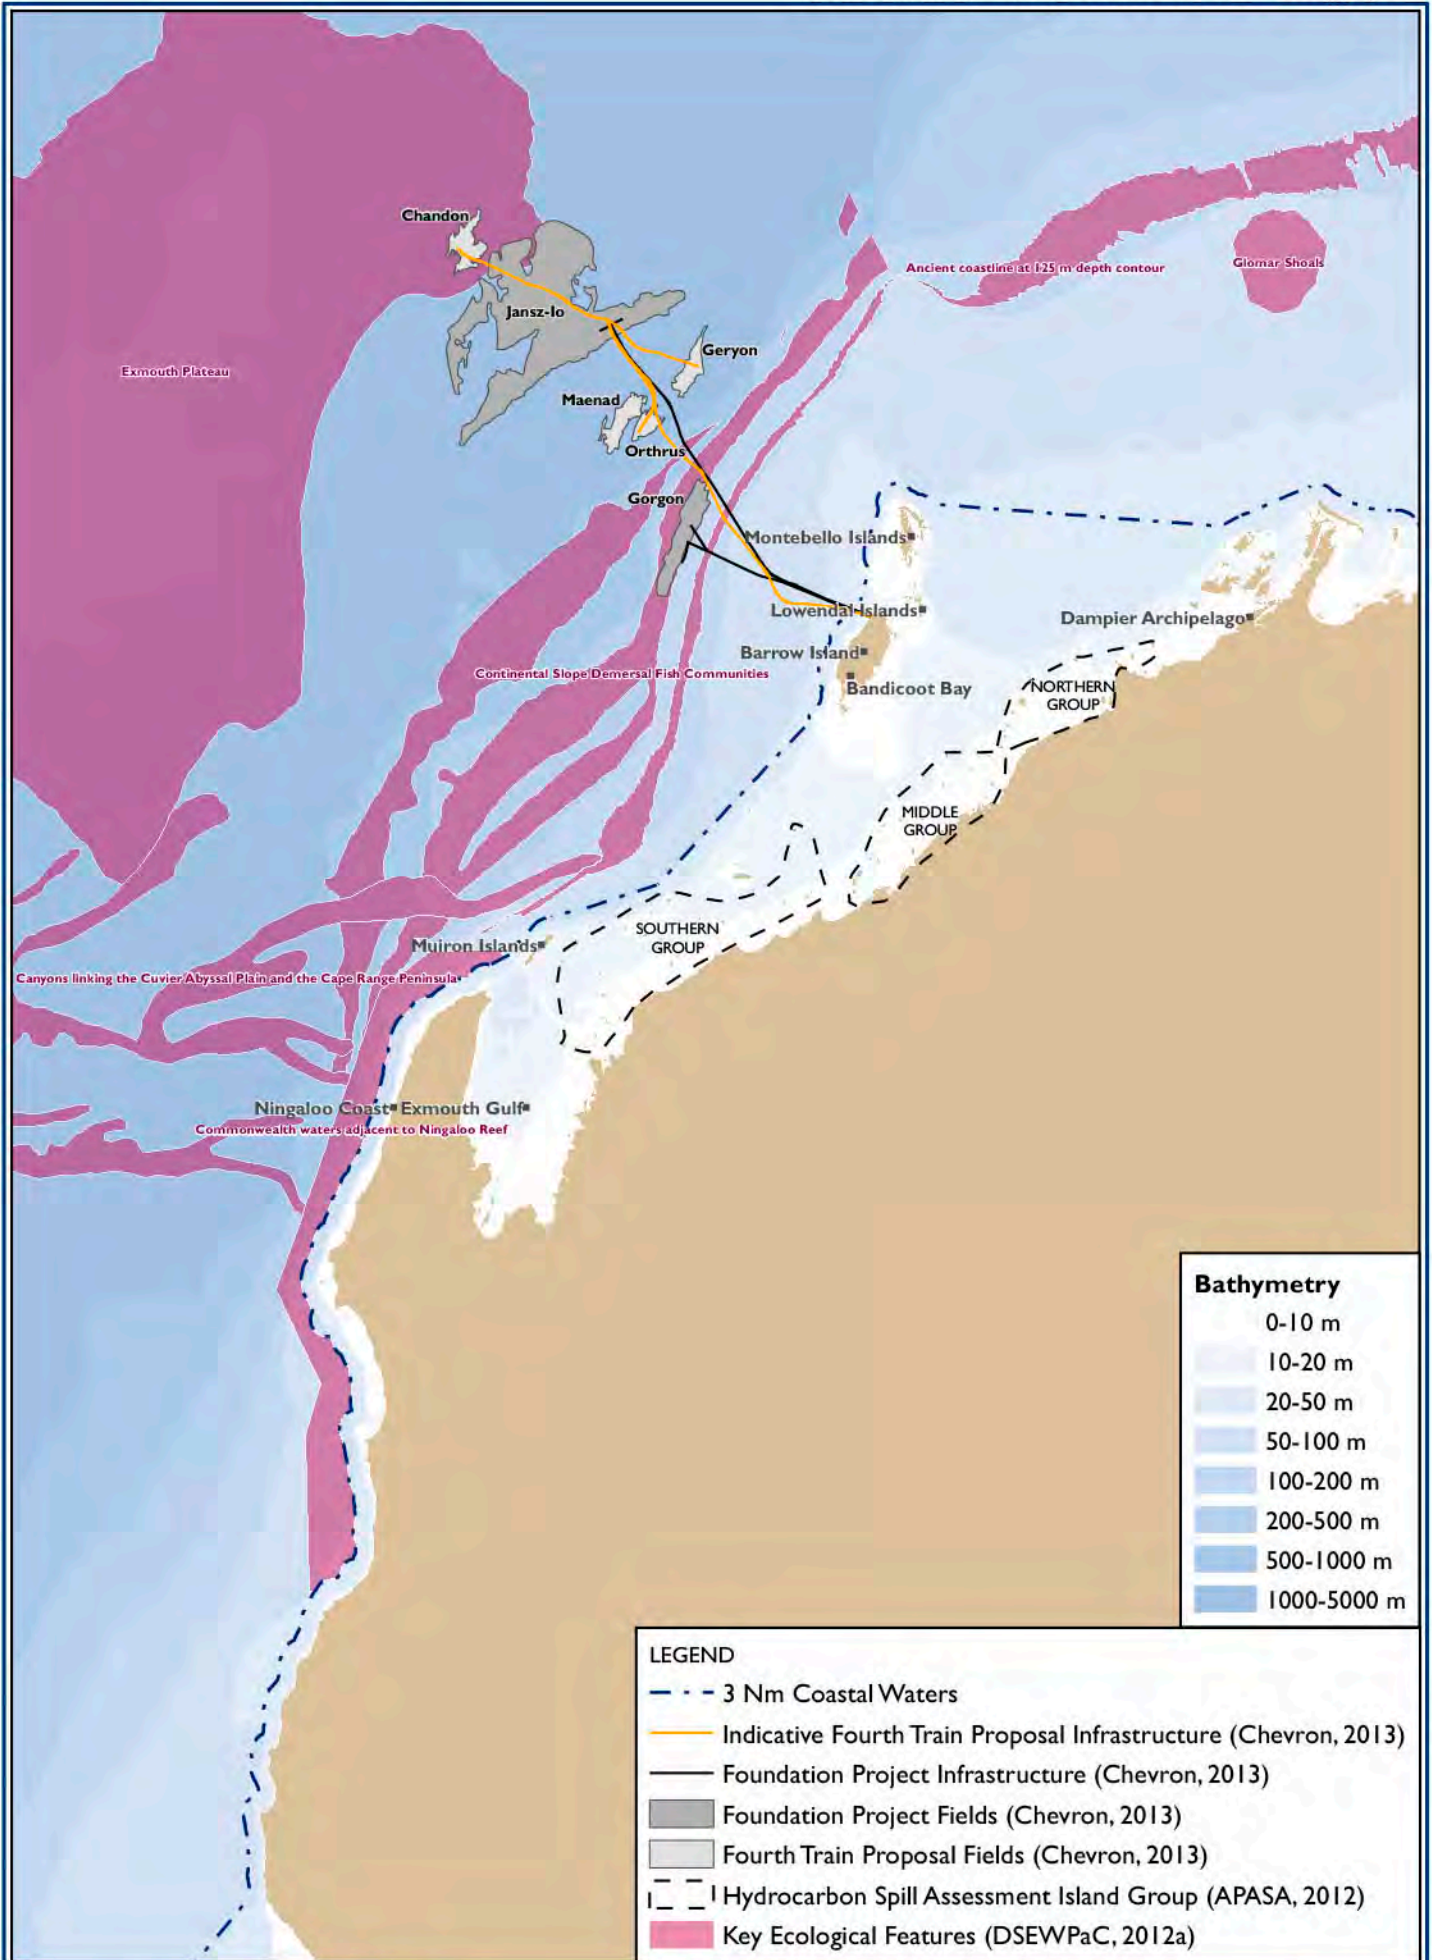 Chandon
Ancient coastline at 125 m depth contour
Glomar Shoals
Jansz-Io
Geryon
Exmouth Plateau
Maenad
Orthrus
Gorgon
Montebello Islands
Lowendal Islands
Dampier Archipelago
Barrow Island
Continental Slope Demersal Fish Communities
Bandicoot Bay
NORTHERN
GROUP
MIDDLE
GROUP
SOUTHERN
GROUP
Muiron Islands
Canyons linking the Cuvier Abyssal Plain and the Cape Range Peninsula
Ningaloo Coast
Exmouth Gulf
Commonwealth waters adjacent to Ningaloo Reef
Bathymetry
0-10 m
10-20 m
20-50 m
50-100 m
100-200 m
200-500 m
500-1000 m
1000-5000 m
LEGEND
3 Nm Coastal Waters
Indicative Fourth Train Proposal Infrastructure (Chevron, 2013)
Foundation Project Infrastructure (Chevron, 2013)
Foundation Project Fields (Chevron, 2013)
Fourth Train Proposal Fields (Chevron, 2013)
Hydrocarbon Spill Assessment Island Group (APASA, 2012)
Key Ecological Features (DSEWPaC, 2012a)